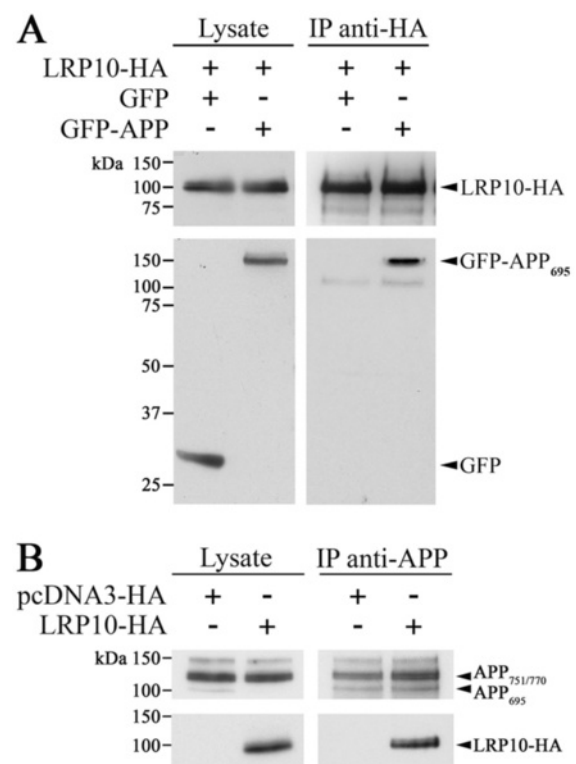 A
Lysate IP anti-HA
LRP10-HA + + + +
GFP + - + -
GFP-APP - + - +
kDa 150
100 LRP10-HA
75
150 GFP-APP695
100
75
50
37
GFP
25
B
Lysate IP anti-APP
pcDNA3-HA + - + -
LRP10-HA - + - +
kDa 150
APP751/770
100 APP695
150
100 LRP10-HA